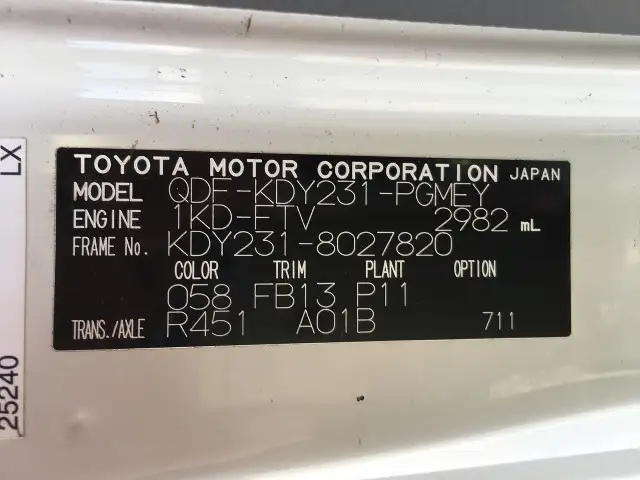 TOYOTA MOTOR CORPORATION JAPAN
MODEL QDF-KDY231-PGMEY
ENGINE 1KD-FTV 2982 mL
FRAME No. KDY231-8027820
COLOR TRIM PLANT OPTION
058 FB13 P11
TRANS./AXLE R451 A01B 711
LX
25240